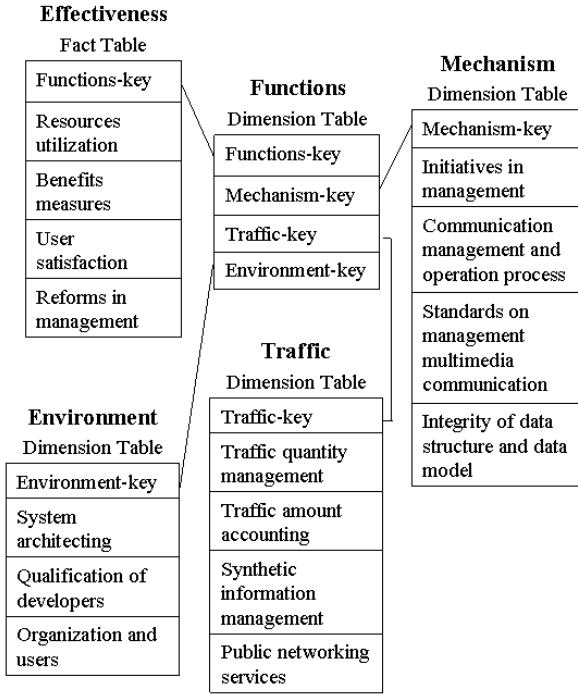 Effectiveness
Fact Table
Functions-key
Resources
utilization
Benefits
measures
User
satisfaction
Reforms in
management
Functions
Dimension Table
Functions-key
Mechanism-key
Traffic-key
Environment-key
Mechanism
Dimension Table
Mechanism-key
Initiatives in
management
Communication
management and
operation process
Standards on
management
multimedia
communication
Integrity of data
structure and data
model
Environment
Dimension Table
Environment-key
System
architecting
Qualification of
developers
Organization and
users
Traffic
Dimension Table
Traffic-key
Traffic quantity
management
Traffic amount
accounting
Synthetic
information
management
Public networking
services